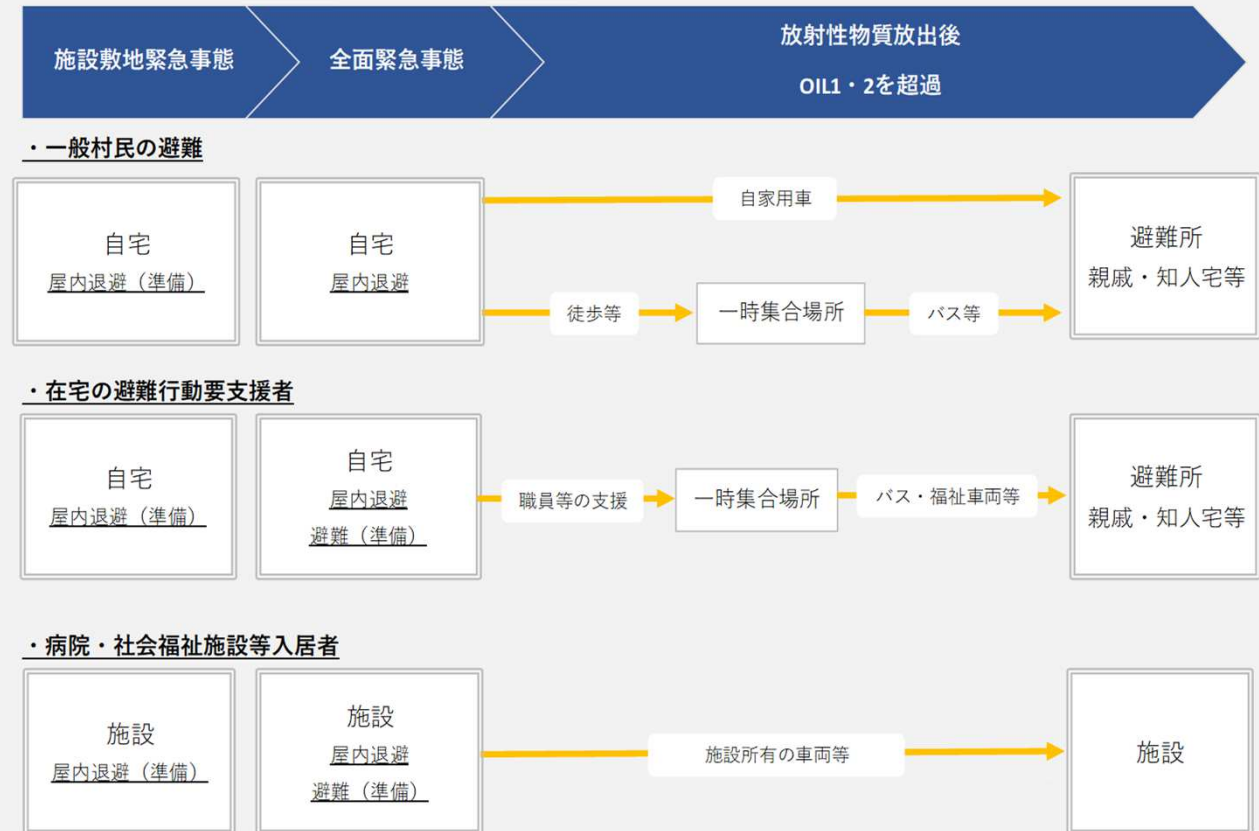 施設敷地緊急事態
全面緊急事態
放射性物質放出後
OIL1・2を超過
・一般村民の避難
自宅
屋内退避（準備）
自宅
屋内退避
自家用車
徒歩等
一時集合場所
バス等
避難所
親戚・知人宅等
・在宅の避難行動要支援者
自宅
屋内退避（準備）
自宅
屋内退避
避難（準備）
職員等の支援
一時集合場所
バス・福祉車両等
避難所
親戚・知人宅等
・病院・社会福祉施設等入居者
施設
屋内退避（準備）
施設
屋内退避
避難（準備）
施設所有の車両等
施設